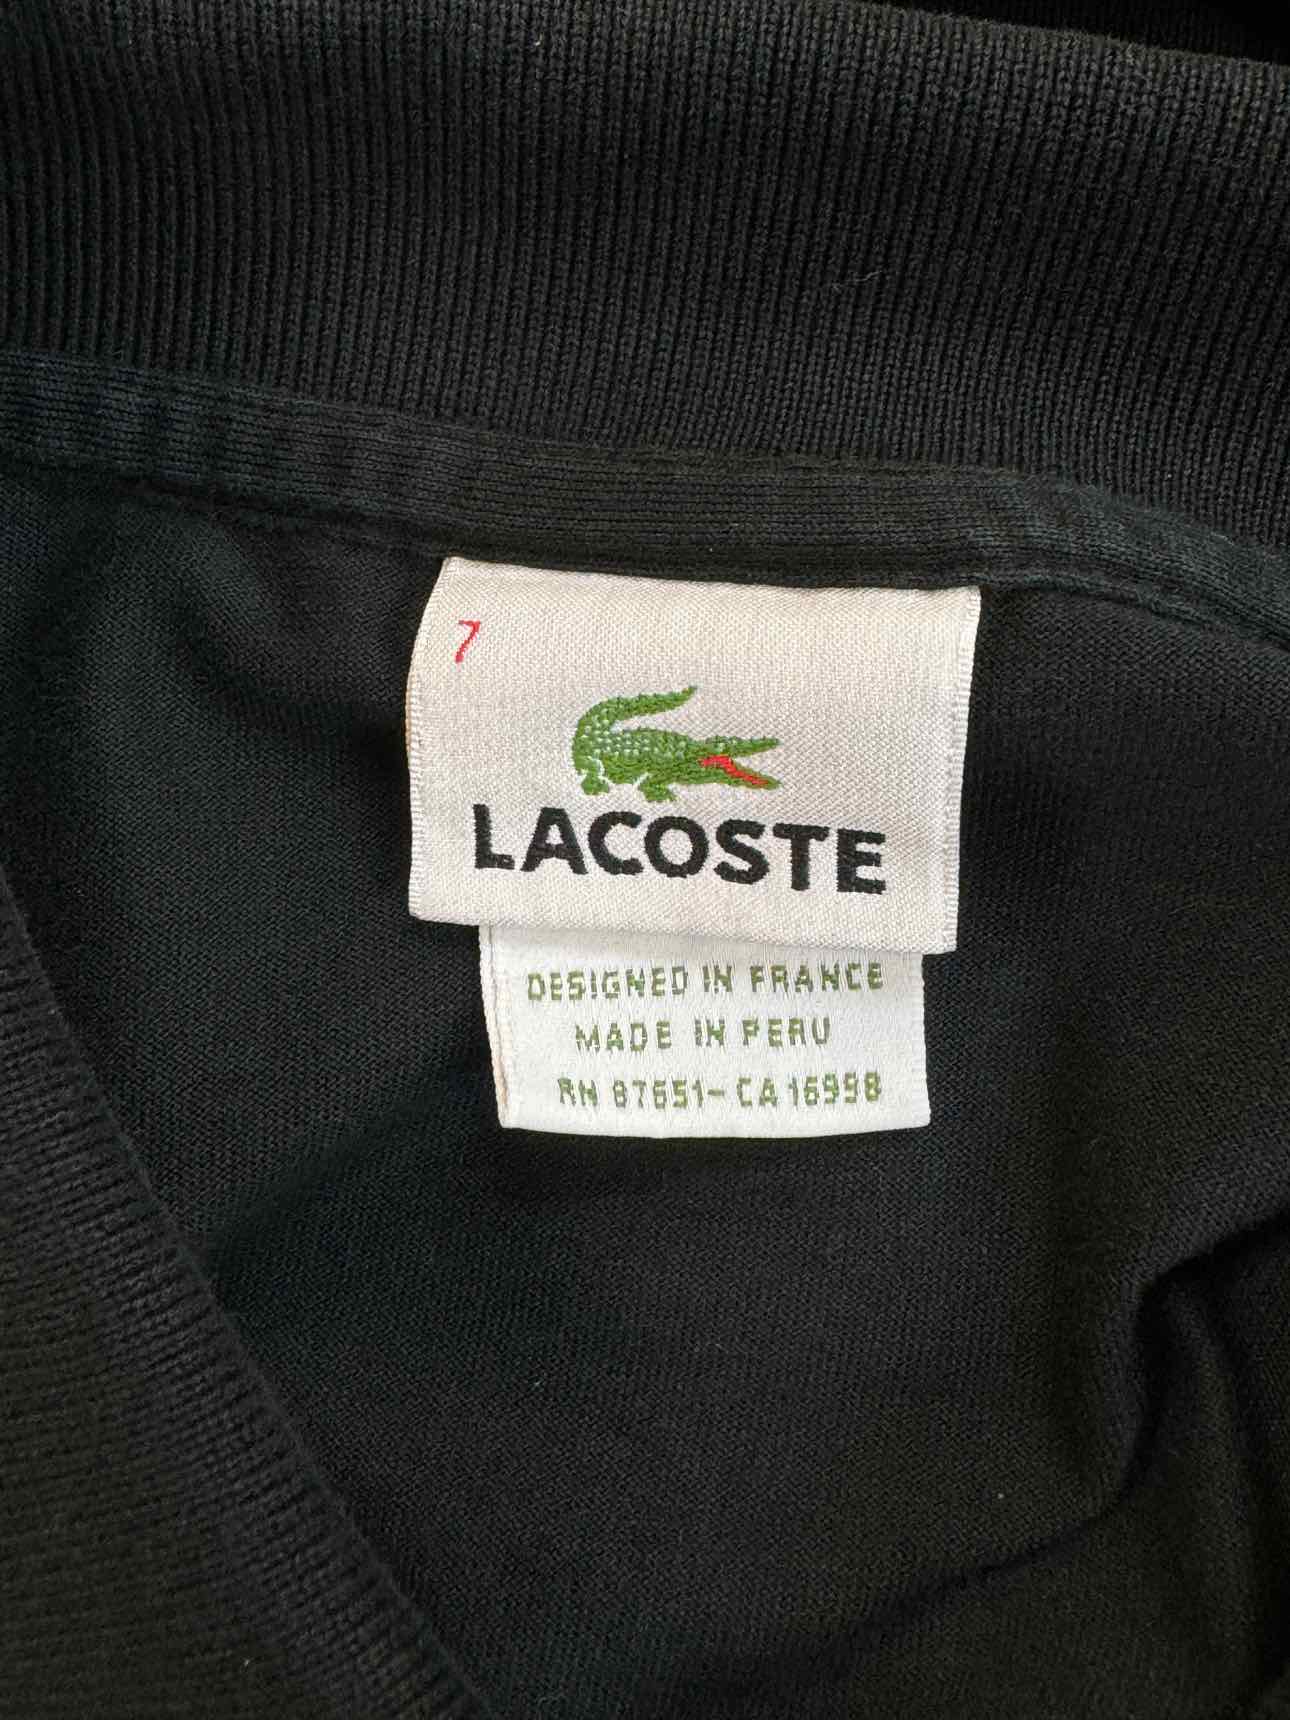 7
LACOSTE
DESIGNED IN FRANCE
MADE IN PERU
RN 87651-CA 16998